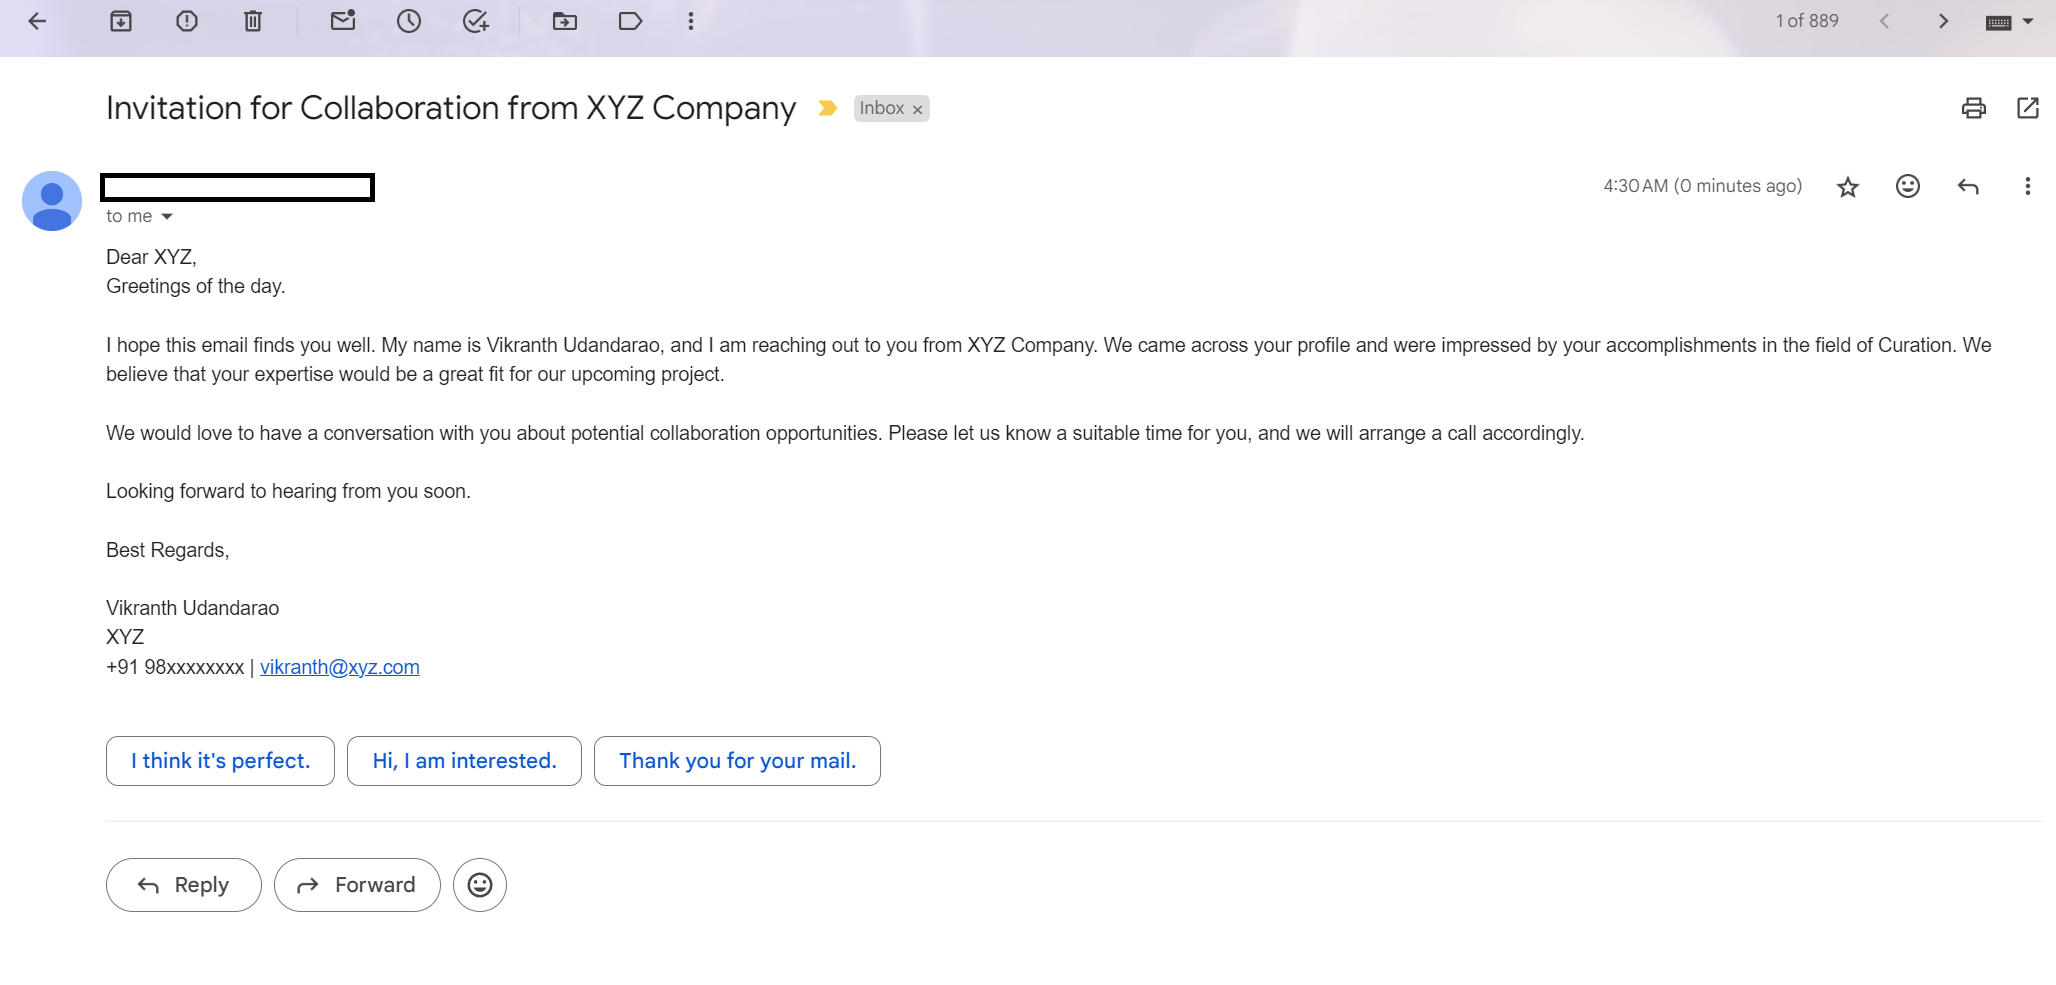 1 of 889
Invitation for Collaboration from XYZ Company
Inbox ×
4:30 AM (0 minutes ago)
to me
Dear XYZ,
Greetings of the day.
I hope this email finds you well. My name is Vikranth Udandarao, and I am reaching out to you from XYZ Company. We came across your profile and were impressed by your accomplishments in the field of Curation. We
believe that your expertise would be a great fit for our upcoming project.
We would love to have a conversation with you about potential collaboration opportunities. Please let us know a suitable time for you, and we will arrange a call accordingly.
Looking forward to hearing from you soon.
Best Regards,
Vikranth Udandarao
XYZ
+91 98xxxxxxxx | vikranth@xyz.com
I think it's perfect.
Hi, I am interested.
Thank you for your mail.
Reply
Forward